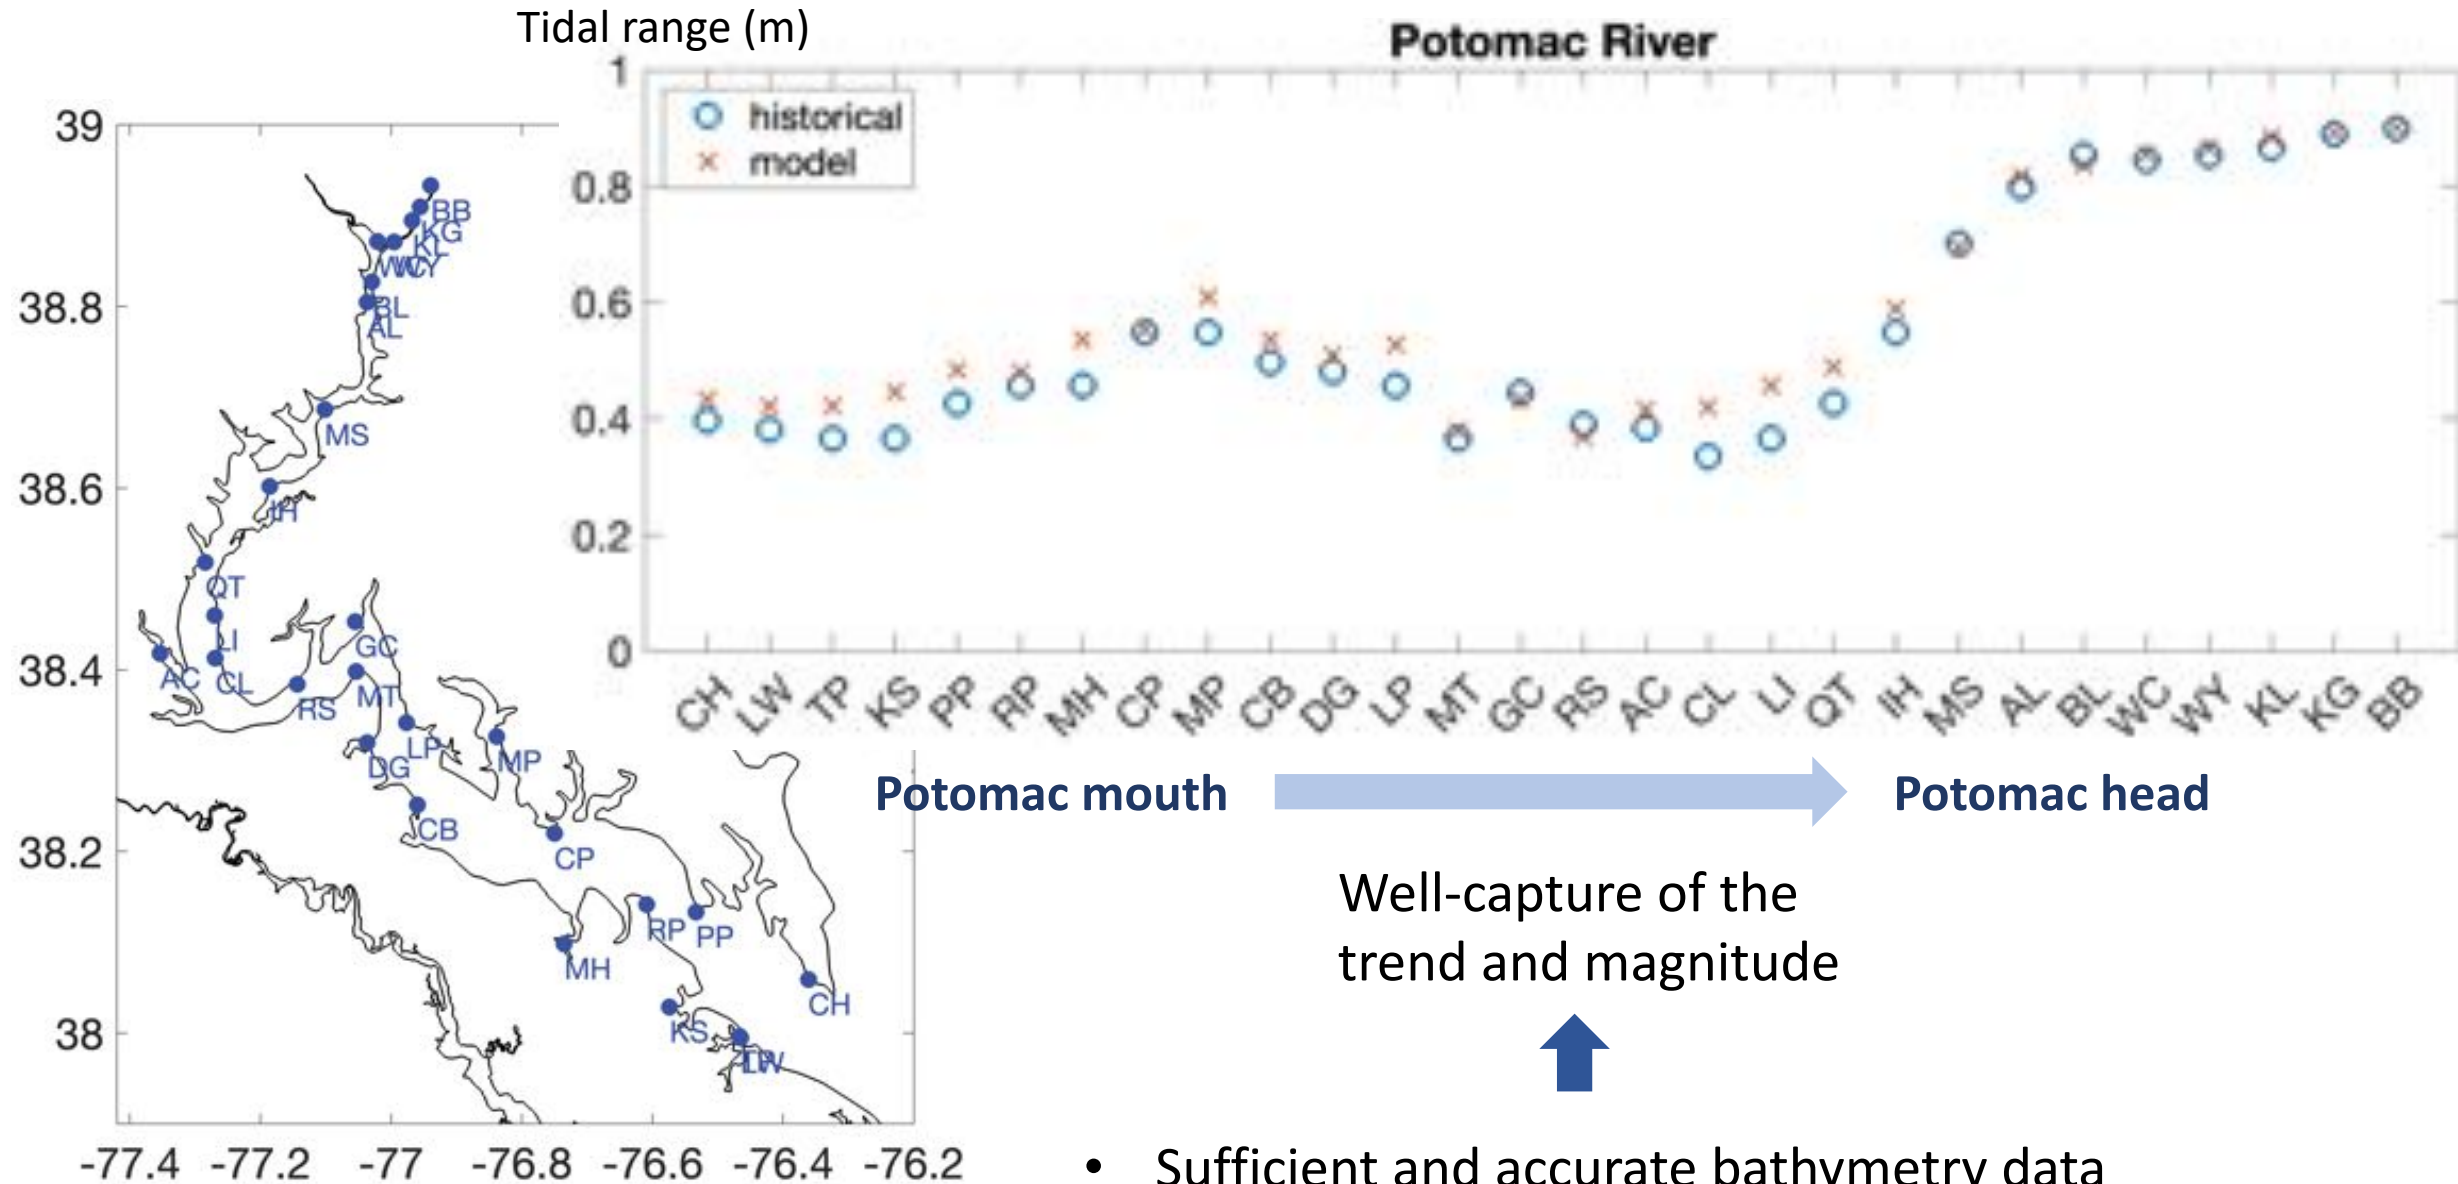 Tidal range (m)
Potomac River
1
0.8
0.6
0.4
0.2
0
historical
model
CH LW TP KS PP RP MH CP MP CB DG LP MT GC RS AC CL LI QT IH MS AL BL WC WY KL KG BB
39
38.8
38.6
38.4
38.2
38
-77.4 -77.2 -77 -76.8 -76.6 -76.4 -76.2
BB
KG
KL
WY
BL
AL
MS
IH
QT
LI
GC
AC CL
RS MT
LP
DG MP
CB
CP
RP PP
MH
CH
KS
LW
Potomac mouth
Potomac head
Well-capture of the
trend and magnitude
• Sufficient and accurate bathymetry data